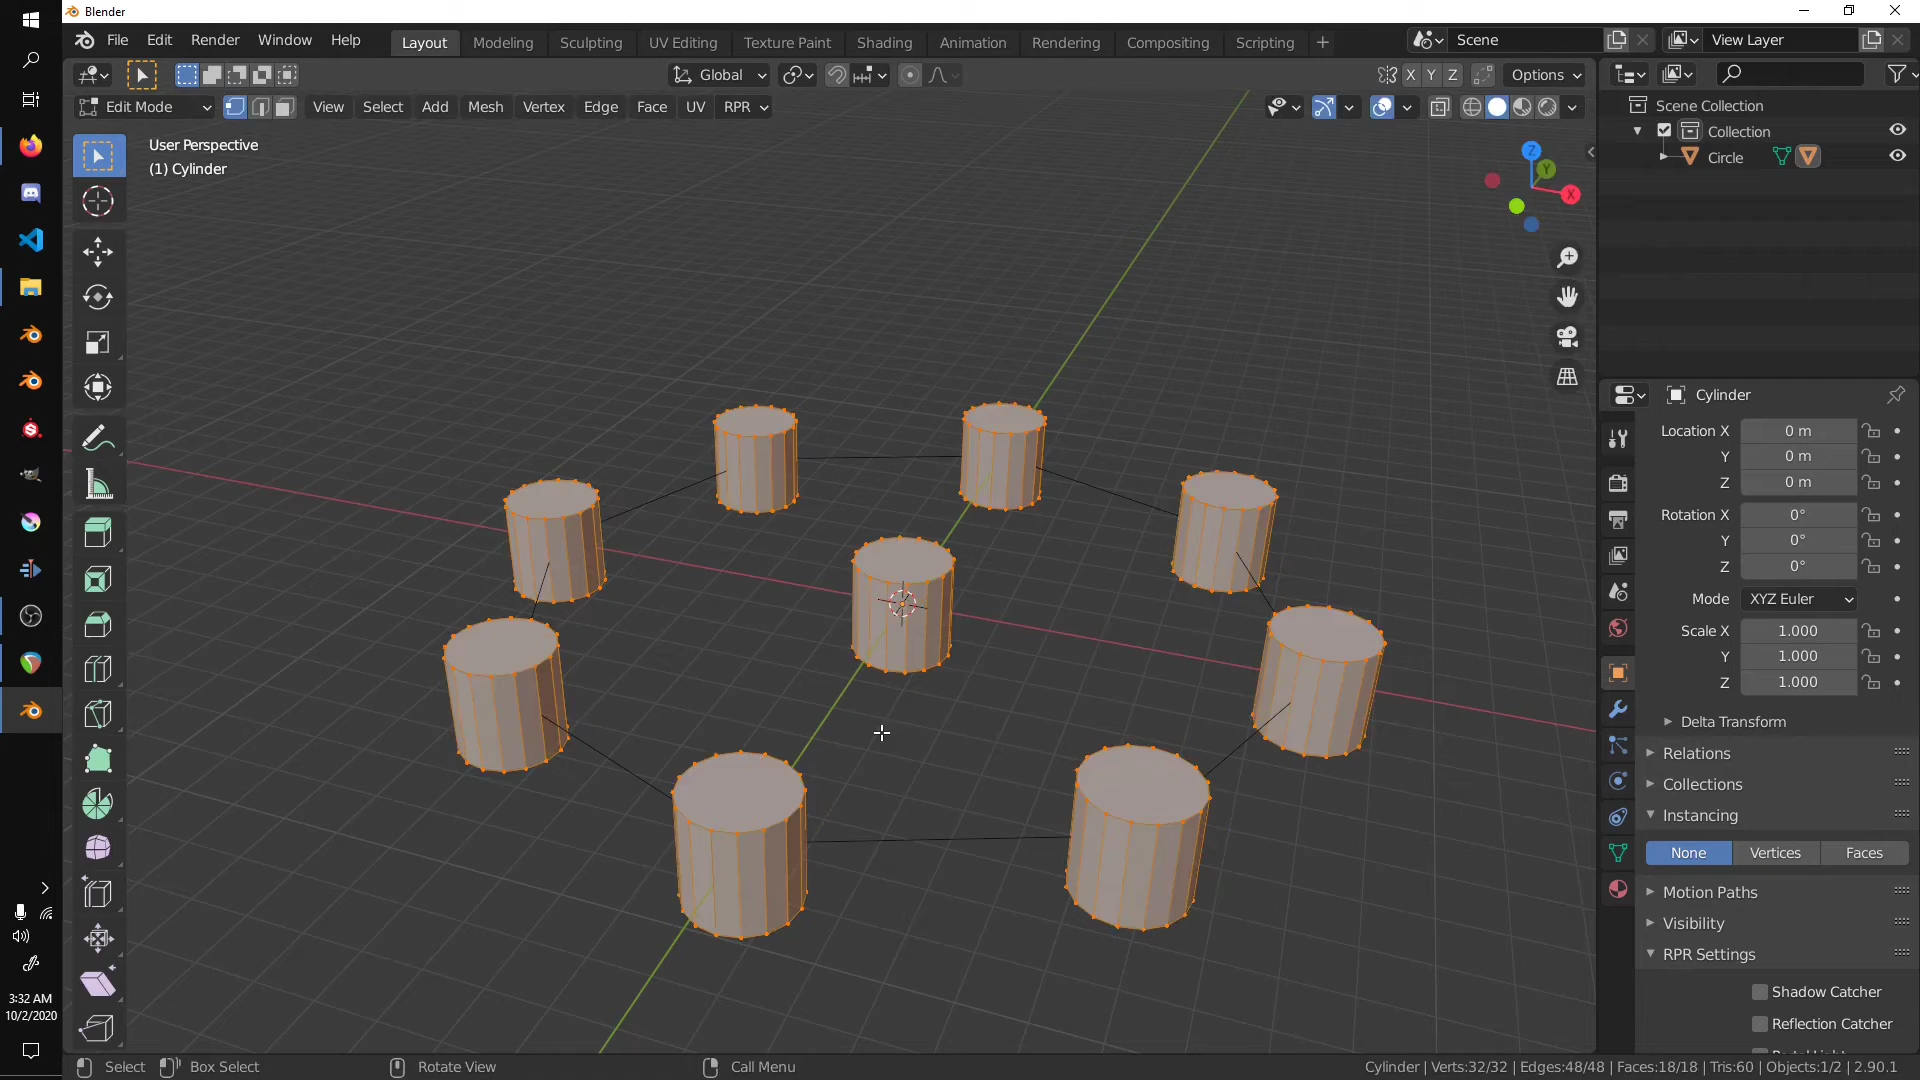 Blender
File Edit Render Window Help
Layout Modeling Sculpting UV Editing Texture Paint Shading Animation Rendering Compositing Scripting +
Scene
View Layer
Global
X Y Z
Options
Edit Mode
View Select Add Mesh Vertex Edge Face UV RPR
User Perspective
(1) Cylinder
Z
Y
X
Scene Collection
Collection
Circle
Cylinder
Location X 0 m
Y 0 m
Z 0 m
Rotation X 0°
Y 0°
Z 0°
Mode XYZ Euler
Scale X 1.000
Y 1.000
Z 1.000
Delta Transform
Relations
Collections
Instancing
None Vertices Faces
Motion Paths
Visibility
RPR Settings
Shadow Catcher
Reflection Catcher
3:32 AM
10/2/2020
Select Box Select Rotate View Call Menu
Cylinder | Verts:32/32 | Edges:48/48 | Faces:18/18 | Tris:60 | Objects:1/2 | 2.90.1